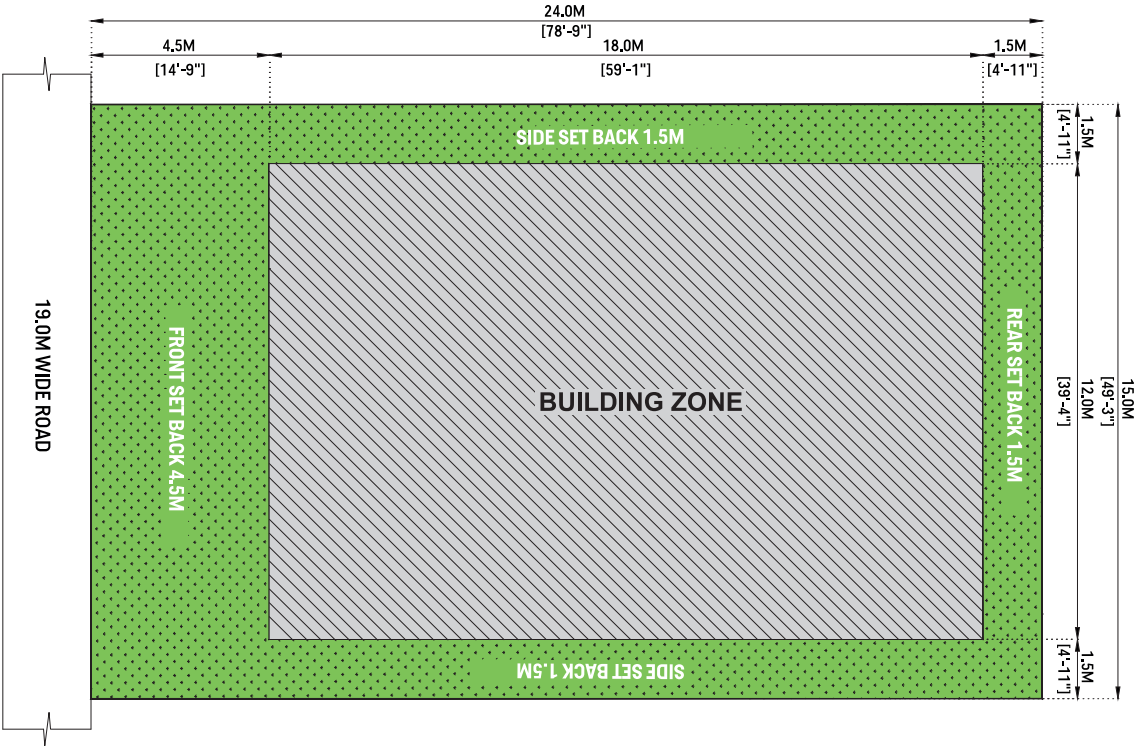 24.0M
[78'-9"]
4.5M
[14'-9"]
18.0M
[59'-1"]
1.5M
[4'-11"]
SIDE SET BACK 1.5M
1.5M
[4'-11"]
19.0M WIDE ROAD
FRONT SET BACK 4.5M
BUILDING ZONE
REAR SET BACK 1.5M
12.0M
[39'-4"]
15.0M
[49'-3"]
SIDE SET BACK 1.5M
1.5M
[4'-11"]